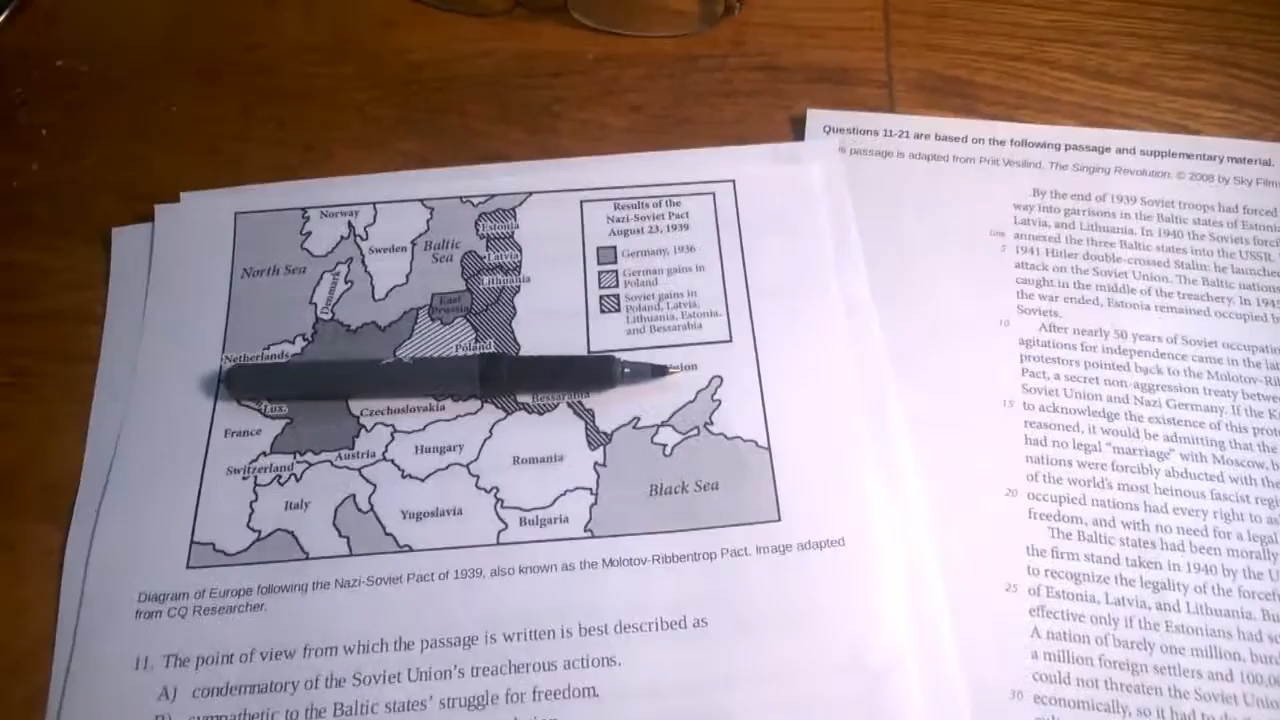 Norway
Sweden
Baltic
Sea
Estonia
Latvia
Lithuania
North Sea
Denmark
East
Prussia
Netherlands
Poland
Lux.
Czechoslovakia
Bessarabia
France
Switzerland
Austria
Hungary
Romania
Italy
Yugoslavia
Bulgaria
Black Sea
Results of the
Nazi-Soviet Pact
August 23, 1939
Germany, 1936
German gains in
Poland
Soviet gains in
Poland, Latvia,
Lithuania, Estonia,
and Bessarabia
Diagram of Europe following the Nazi-Soviet Pact of 1939, also known as the Molotov-Ribbentrop Pact. Image adapted
from CQ Researcher.
11. The point of view from which the passage is written is best described as
A) condemnatory of the Soviet Union's treacherous actions.
B) sympathetic to the Baltic states' struggle for freedom.
Questions 11-21 are based on the following passage and supplementary material.
passage is adapted from Priit Vesilind, The Singing Revolution. © 2008 by Sky Film
By the end of 1939 Soviet troops had forced
way into garrisons in the Baltic states of Estoni
Latvia, and Lithuania. In 1940 the Soviets forci
Line annexed the three Baltic states into the USSR.
5 1941 Hitler double-crossed Stalin: he launche
attack on the Soviet Union. The Baltic nations
caught in the middle of the treachery. In 194
the war ended, Estonia remained occupied b
Soviets.
10 After nearly 50 years of Soviet occupatio
agitations for independence came in the lat
protestors pointed back to the Molotov-Ri
Pact, a secret non-aggression treaty betwe
Soviet Union and Nazi Germany. If the K
15 to acknowledge the existence of this prot
reasoned, it would be admitting that the
had no legal “marriage” with Moscow, b
nations were forcibly abducted with the
of the world's most heinous fascist regi
20 occupied nations had every right to as
freedom, and with no need for a legal
The Baltic states had been morally
the firm stand taken in 1940 by the U
to recognize the legality of the forcef
25 of Estonia, Latvia, and Lithuania. Bu
effective only if the Estonians had s
A nation of barely one million, burd
a million foreign settlers and 100,0
could not threaten the Soviet Unio
30 economically, so it had to